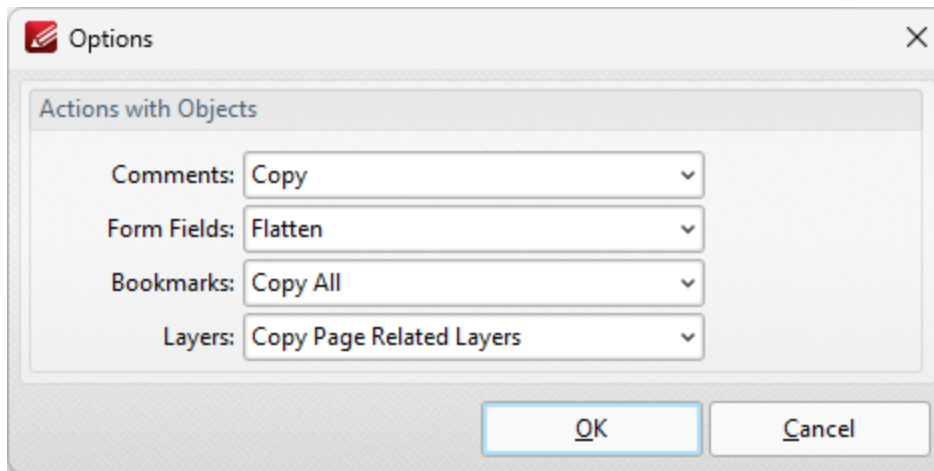 Options
Actions with Objects
Comments: Copy
Form Fields: Flatten
Bookmarks: Copy All
Layers: Copy Page Related Layers
OK Cancel